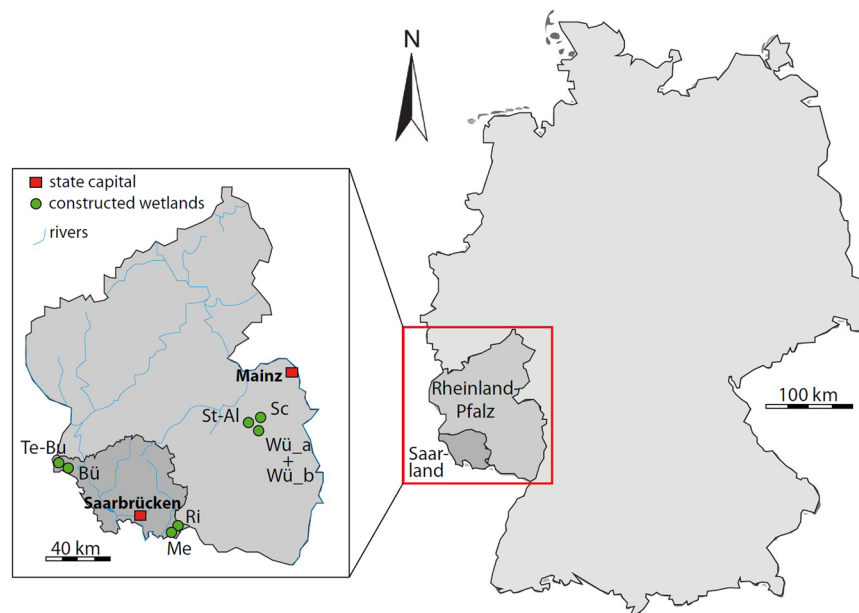 N
state capital
constructed wetlands
rivers
Mainz
St-Al
Sc
Wü_a
+
Wü_b
Te-Bu
Bü
Saarbrücken
Ri
Me
40 km
Rheinland-
Pfalz
Saar-
land
100 km